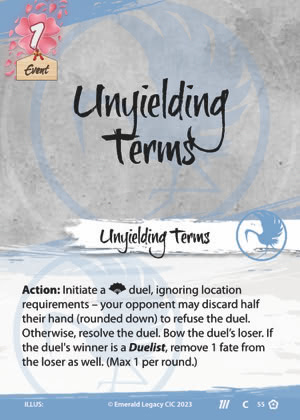 1
Event
Unyielding
Terms
Unyielding Terms
Action: Initiate a duel, ignoring location
requirements – your opponent may discard half
their hand (rounded down) to refuse the duel.
Otherwise, resolve the duel. Bow the duel's loser. If
the duel's winner is a Duelist, remove 1 fate from
the loser as well. (Max 1 per round.)
ILLUS: © Emerald Legacy CIC 2023 C 55